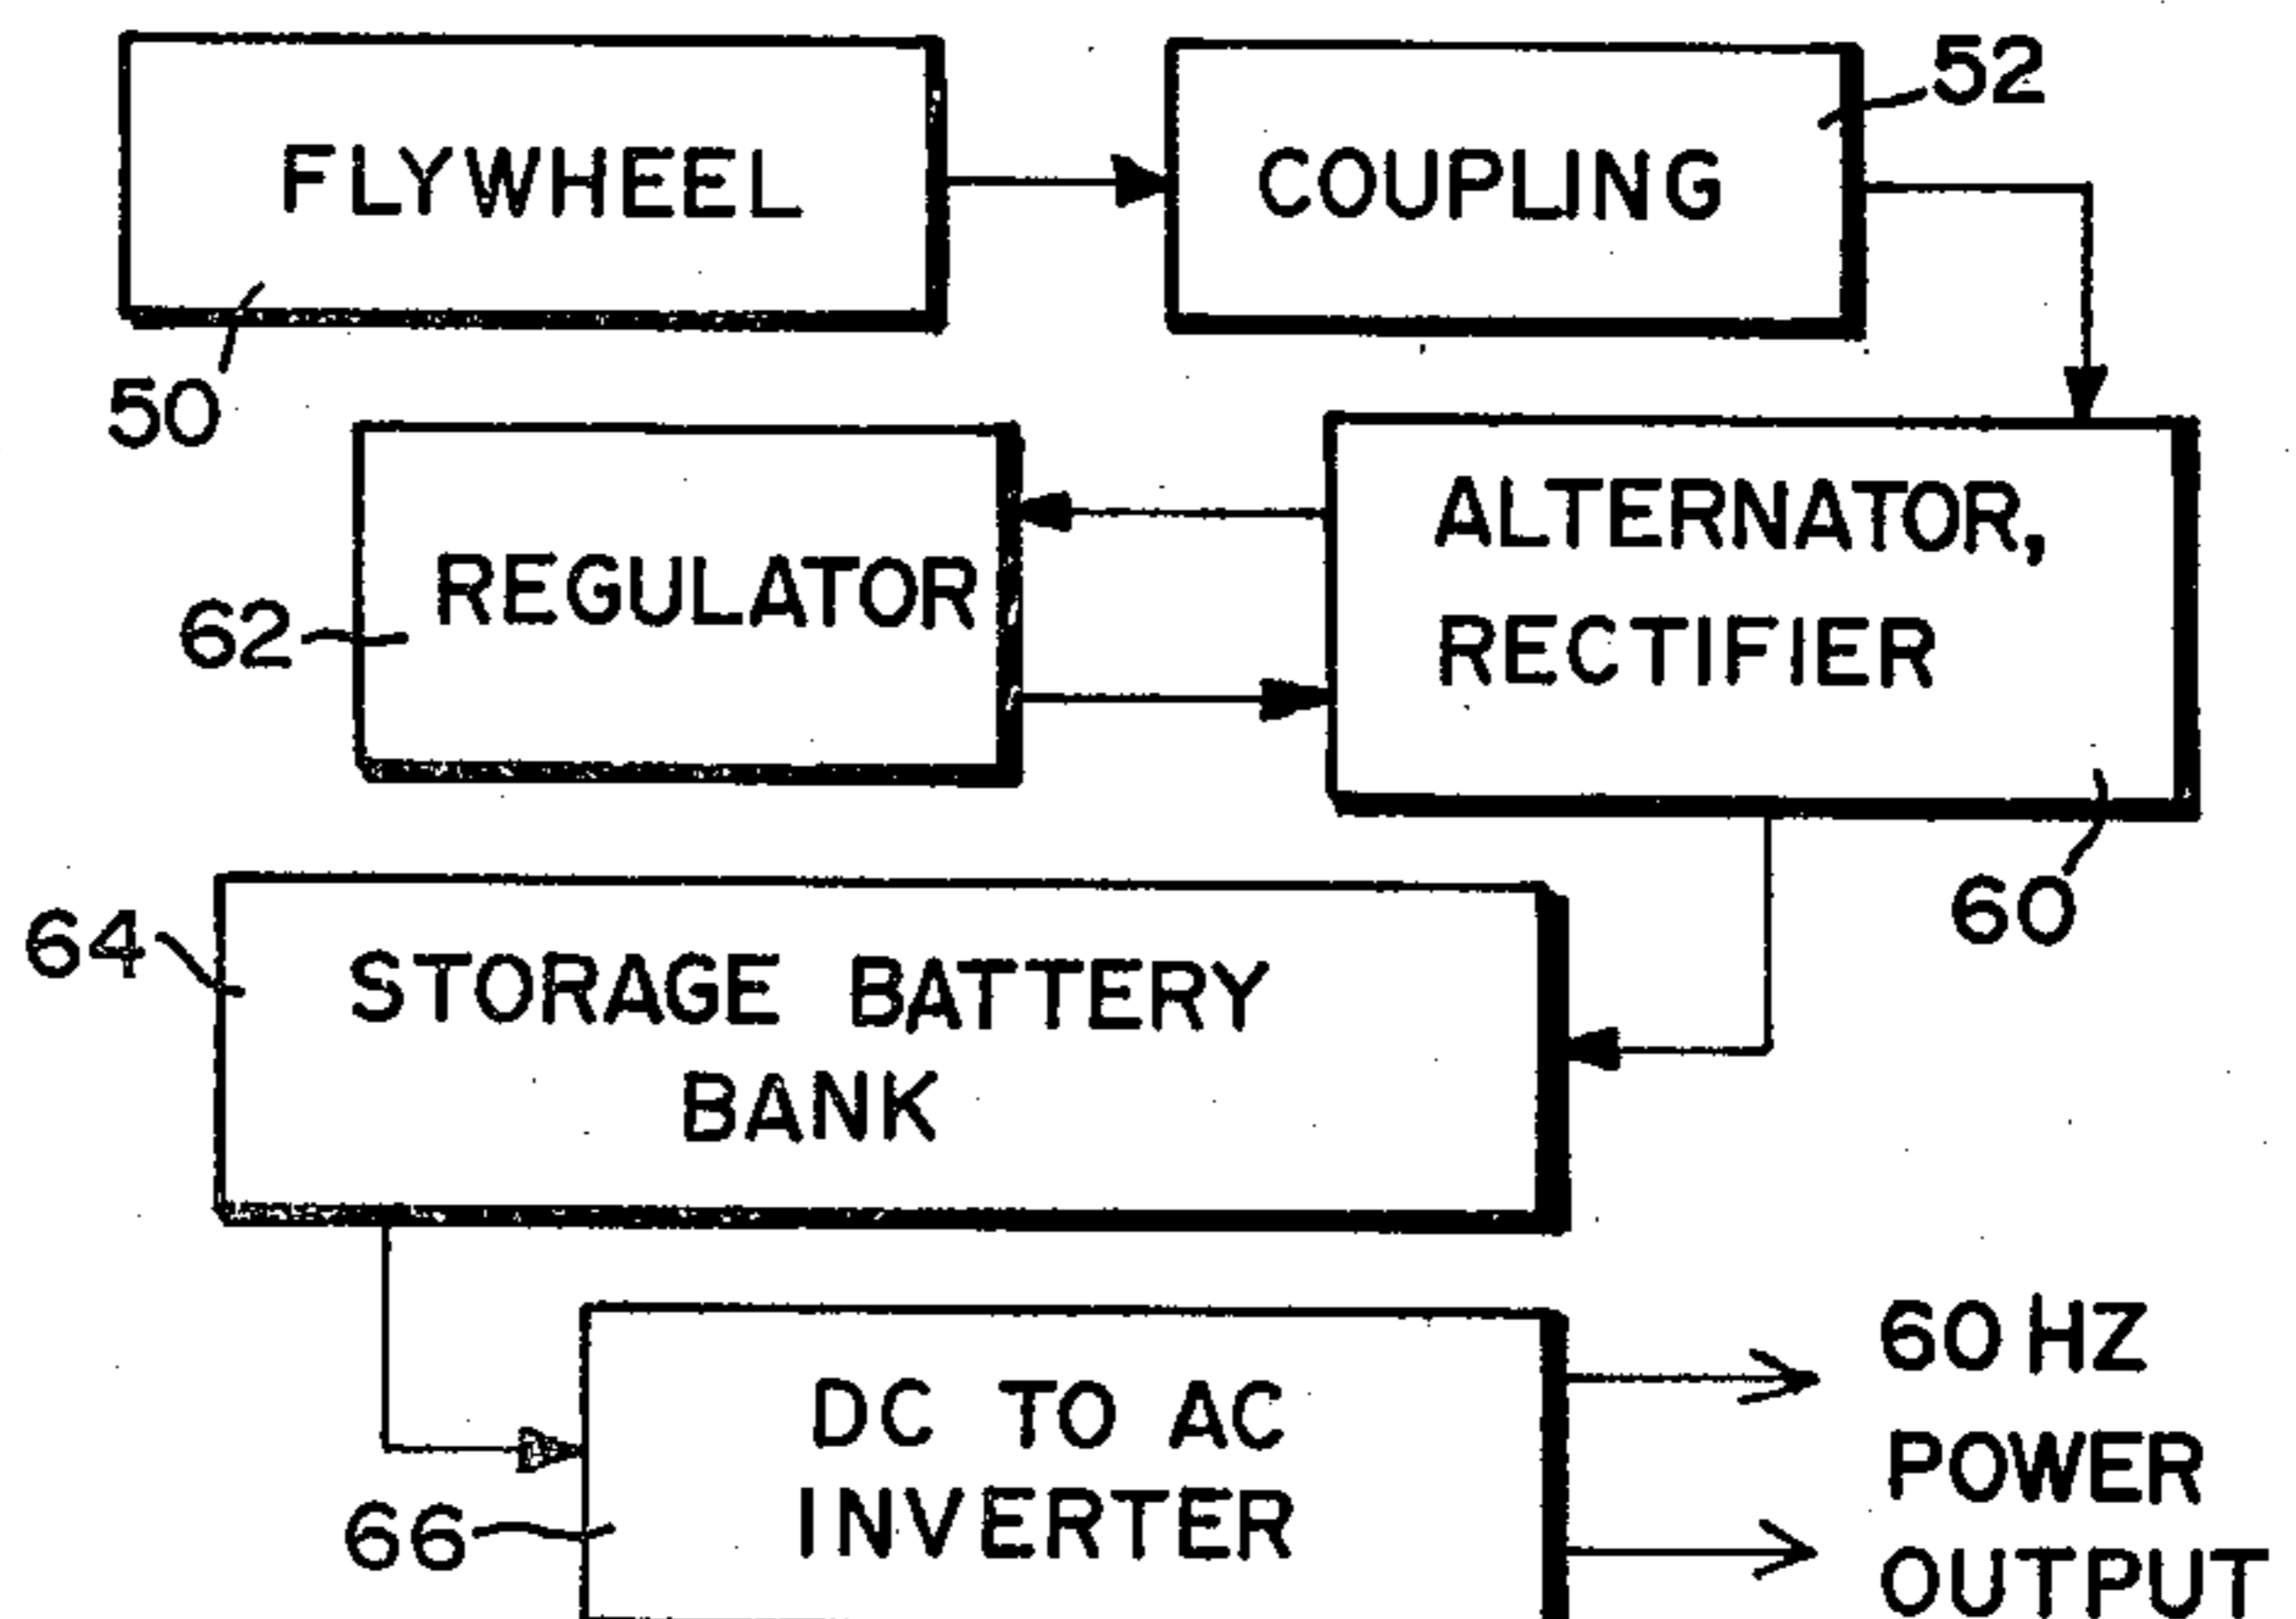 FLYWHEEL
COUPLING
52
50
REGULATOR
62
ALTERNATOR,
RECTIFIER
60
64
STORAGE BATTERY
BANK
DC TO AC
INVERTER
66
60 HZ
POWER
OUTPUT